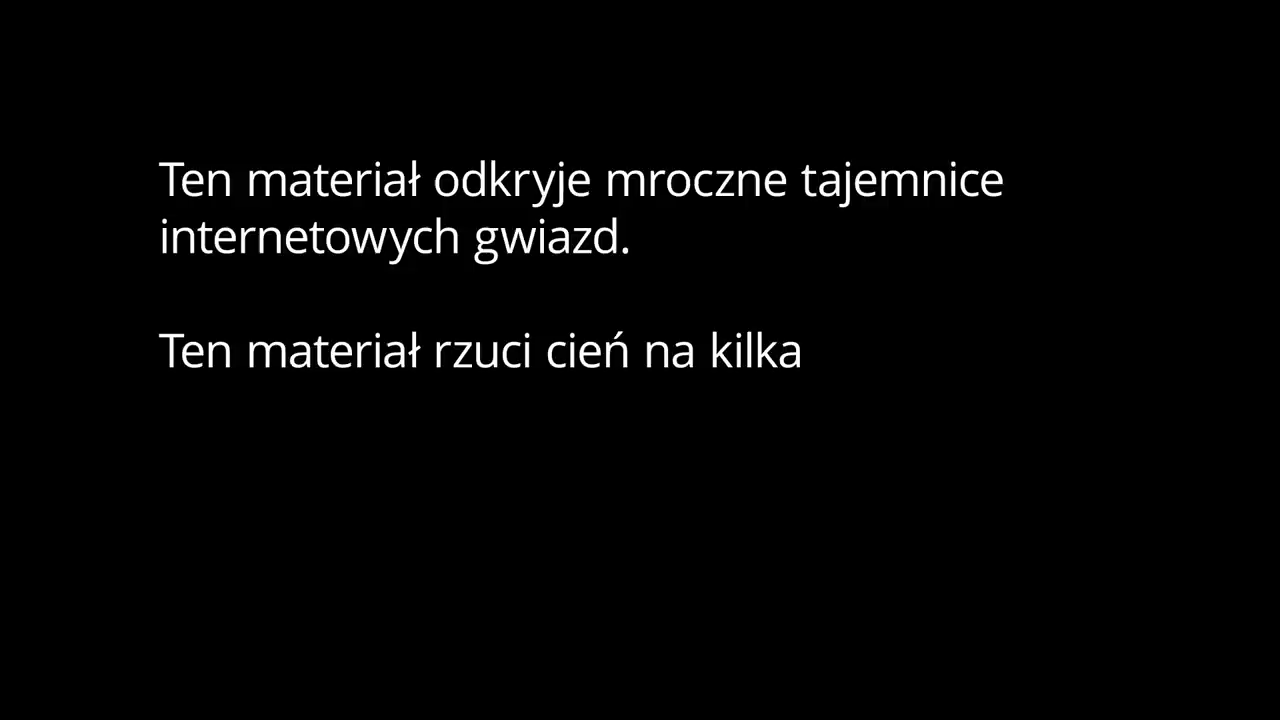 Ten materiał odkryje mroczne tajemnice
internetowych gwiazd.
Ten materiał rzuci cień na kilka